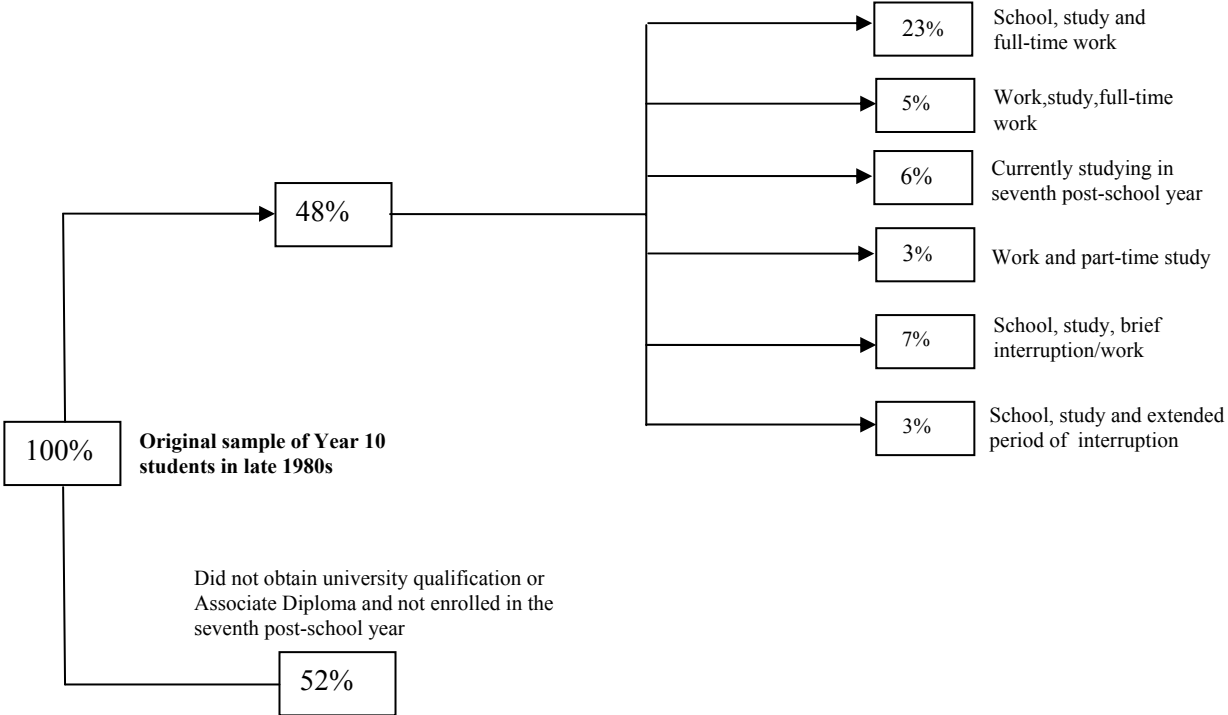 23%
School, study and
full-time work
5%
Work,study,full-time
work
6%
Currently studying in
seventh post-school year
48%
3%
Work and part-time study
7%
School, study, brief
interruption/work
3%
School, study and extended
period of interruption
100%
Original sample of Year 10
students in late 1980s
Did not obtain university qualification or
Associate Diploma and not enrolled in the
seventh post-school year
52%